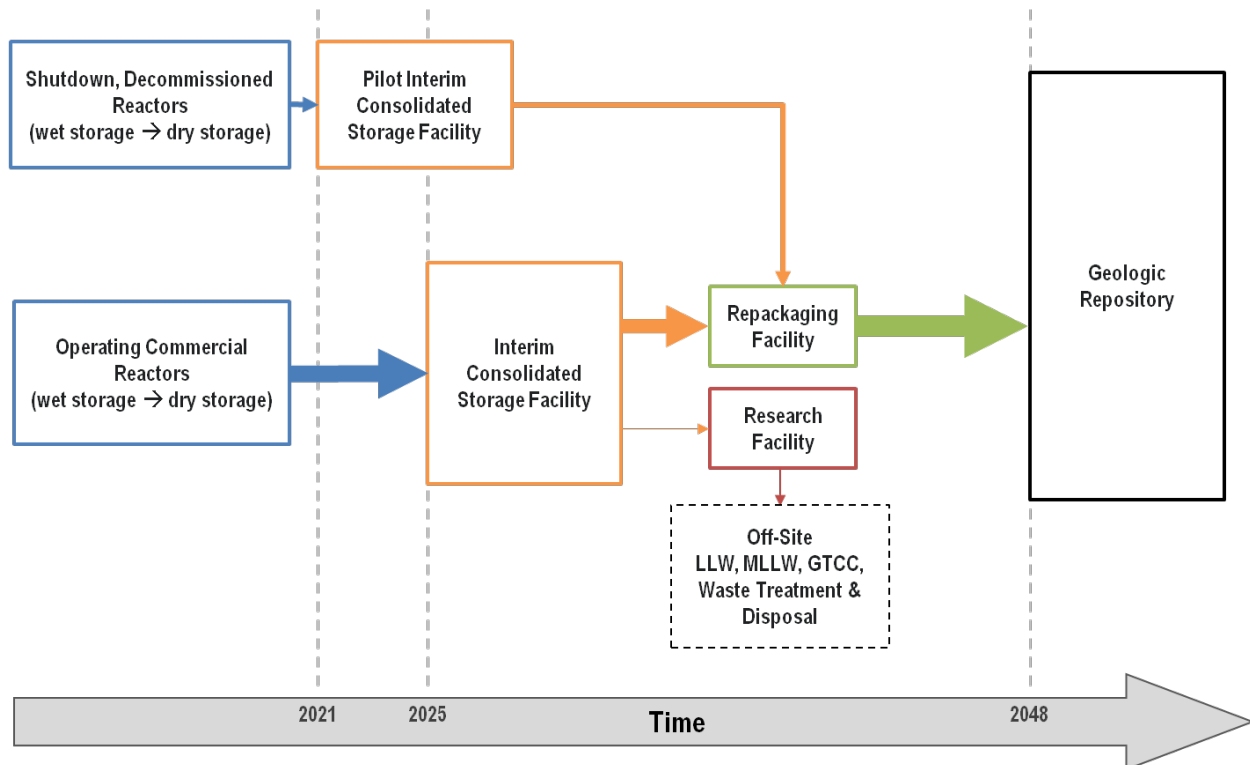 Shutdown, Decommissioned
Reactors
(wet storage → dry storage)
Pilot Interim
Consolidated
Storage Facility
Geologic
Repository
Operating Commercial
Reactors
(wet storage → dry storage)
Interim
Consolidated
Storage Facility
Repackaging
Facility
Research
Facility
Off-Site
LLW, MLLW, GTCC,
Waste Treatment &
Disposal
2021
2025
Time
2048